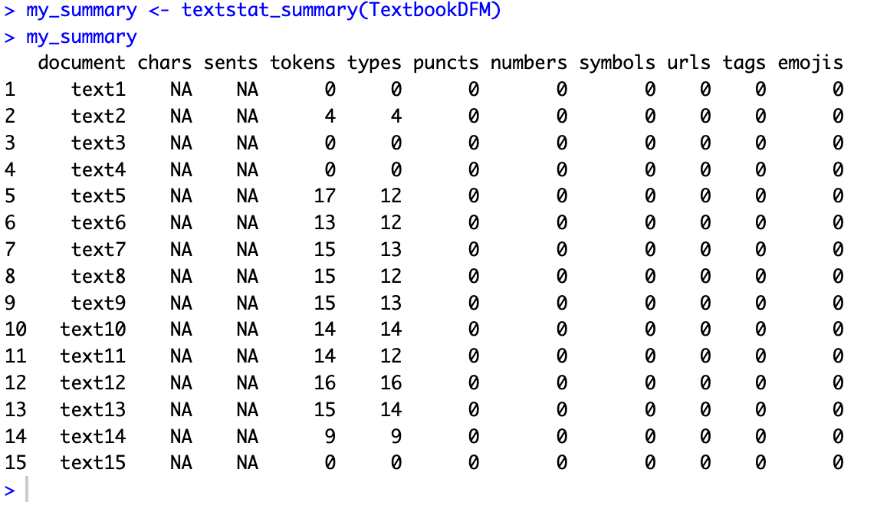 > my_summary <- textstat_summary(TextbookDFM)
> my_summary
   document chars sents tokens types puncts numbers symbols urls tags emojis
1     text1    NA    NA      0     0      0       0       0    0    0      0
2     text2    NA    NA      4     4      0       0       0    0    0      0
3     text3    NA    NA      0     0      0       0       0    0    0      0
4     text4    NA    NA      0     0      0       0       0    0    0      0
5     text5    NA    NA     17    12      0       0       0    0    0      0
6     text6    NA    NA     13    12      0       0       0    0    0      0
7     text7    NA    NA     15    13      0       0       0    0    0      0
8     text8    NA    NA     15    12      0       0       0    0    0      0
9     text9    NA    NA     15    13      0       0       0    0    0      0
10   text10    NA    NA     14    14      0       0       0    0    0      0
11   text11    NA    NA     14    12      0       0       0    0    0      0
12   text12    NA    NA     16    16      0       0       0    0    0      0
13   text13    NA    NA     15    14      0       0       0    0    0      0
14   text14    NA    NA      9     9      0       0       0    0    0      0
15   text15    NA    NA      0     0      0       0       0    0    0      0
>